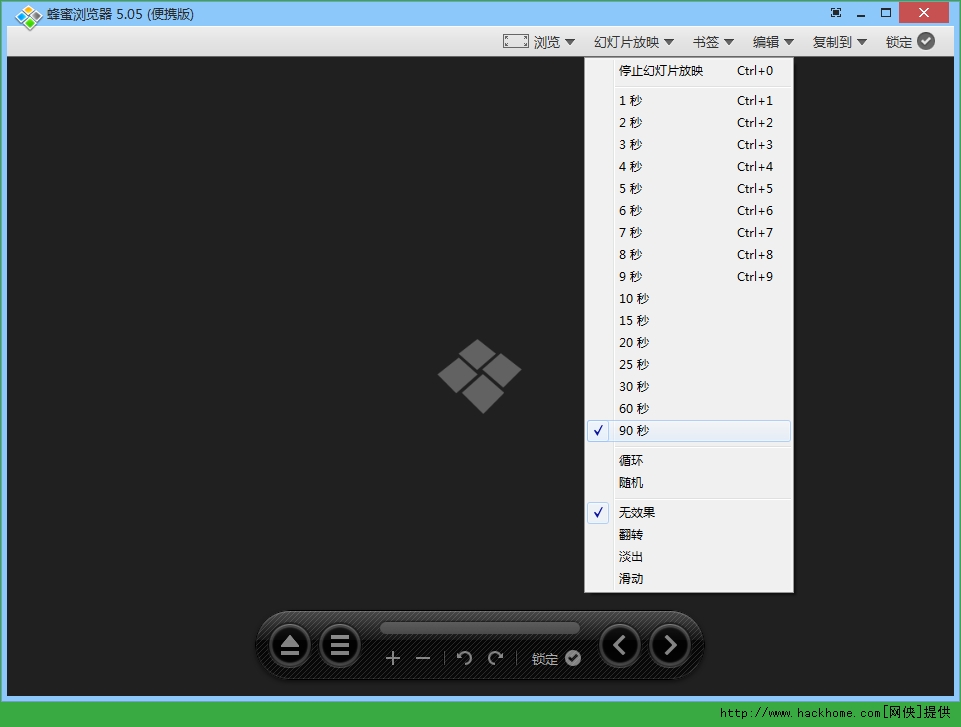 蜂蜜浏览器 5.05 (便携版)
浏览 幻灯片放映 书签 编辑 复制到 锁定
停止幻灯片放映 Ctrl+0
1 秒 Ctrl+1
2 秒 Ctrl+2
3 秒 Ctrl+3
4 秒 Ctrl+4
5 秒 Ctrl+5
6 秒 Ctrl+6
7 秒 Ctrl+7
8 秒 Ctrl+8
9 秒 Ctrl+9
10 秒
15 秒
20 秒
25 秒
30 秒
60 秒
90 秒
循环
随机
无效果
翻转
淡出
滑动
锁定
http://www.hackhome.com[网侠]提供